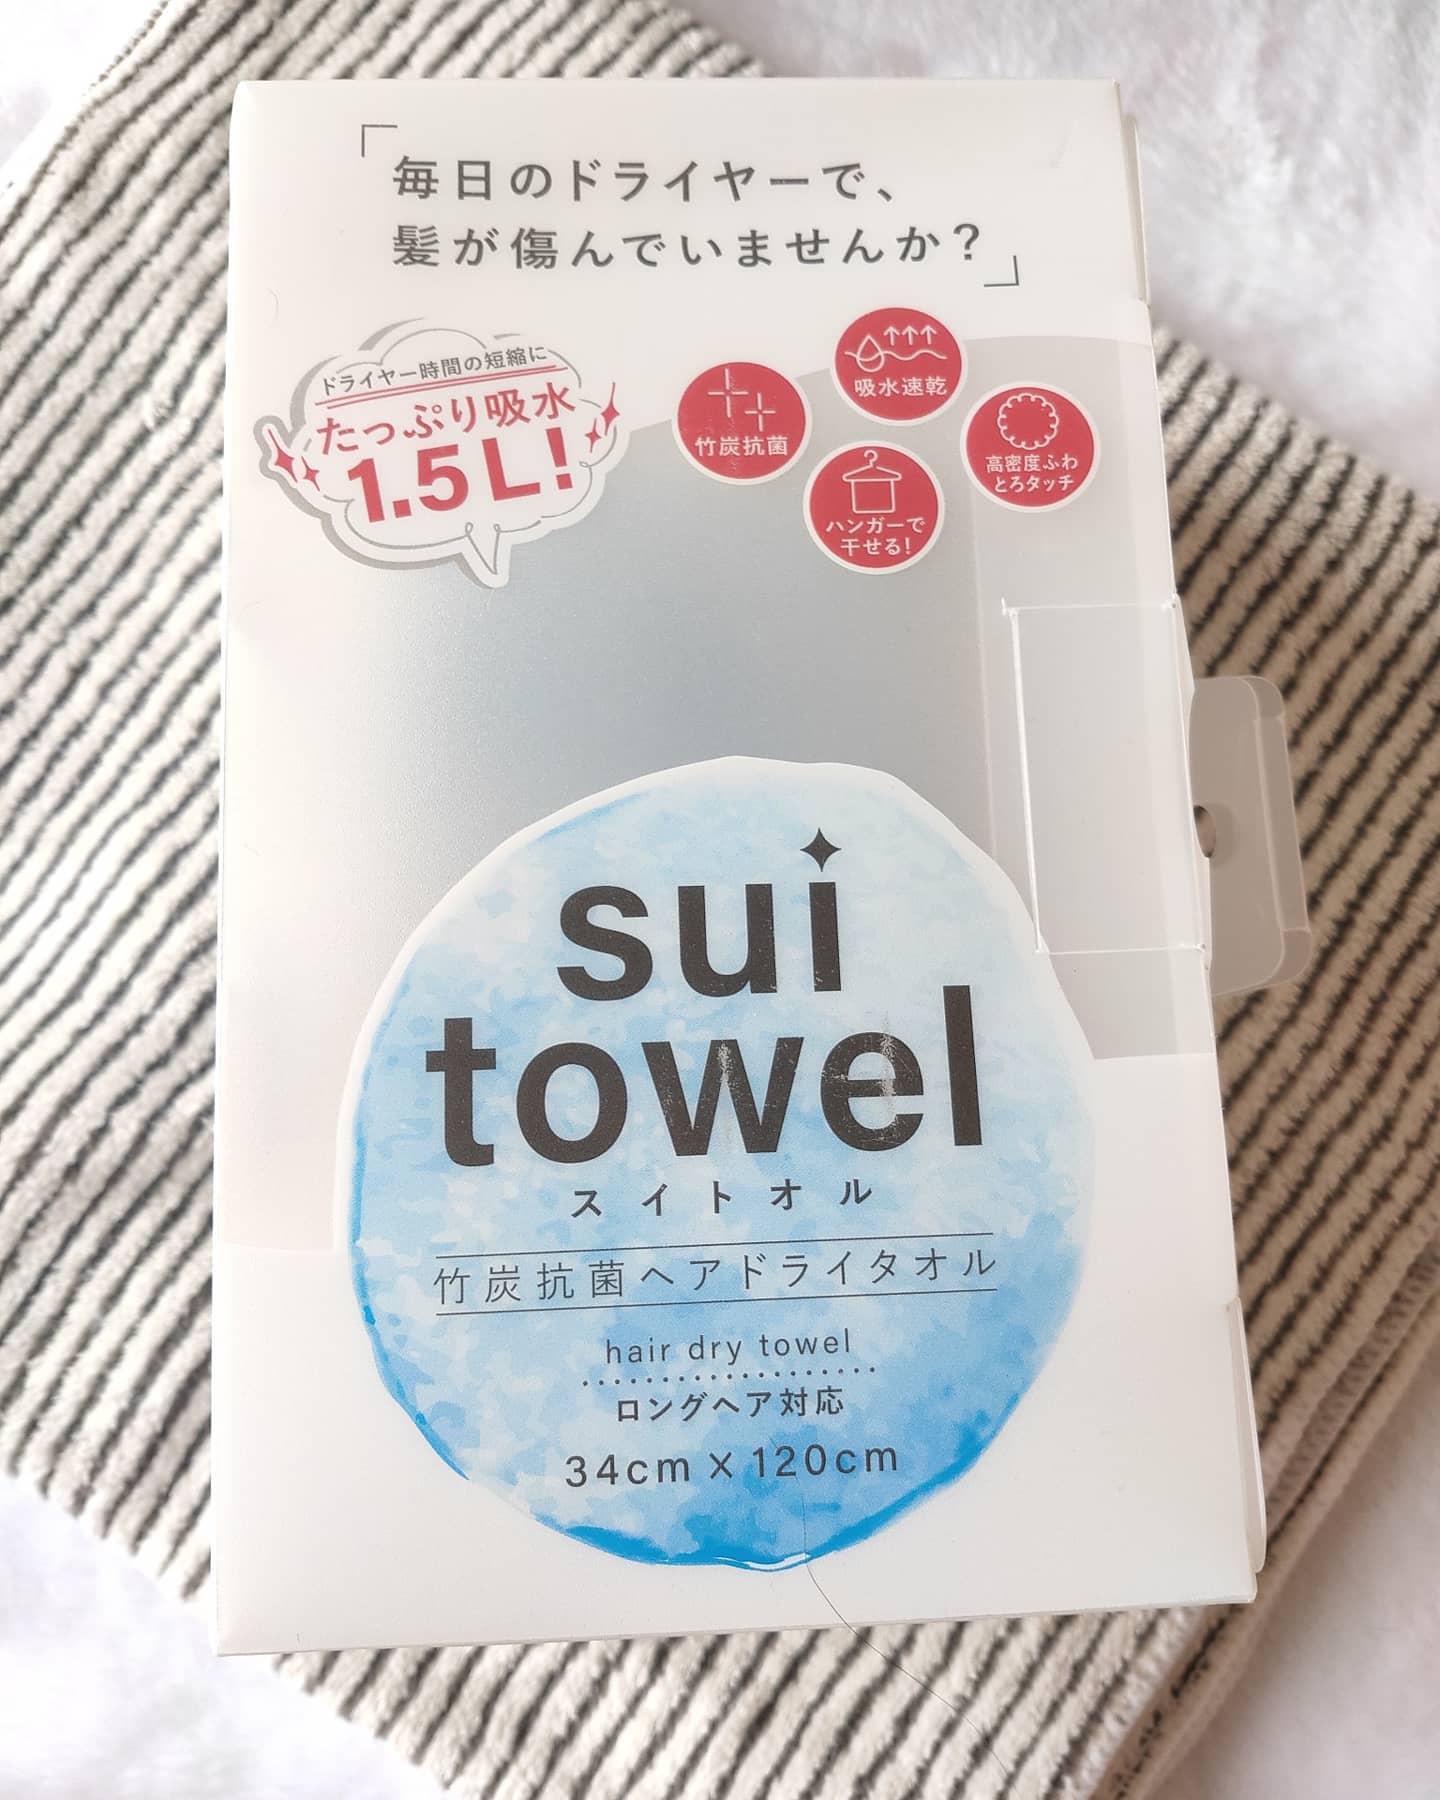 「毎日のドライヤーで、
髪が傷んでいませんか？」
ドライヤー時間の短縮に
たっぷり吸水
1.5L!
竹炭抗菌
吸水速乾
ハンガーで
干せる!
高密度ふわ
とろタッチ
sui
towel
スイトオル
竹炭抗菌ヘアドライタオル
hair dry towel
ロングヘア対応
34cm×120cm